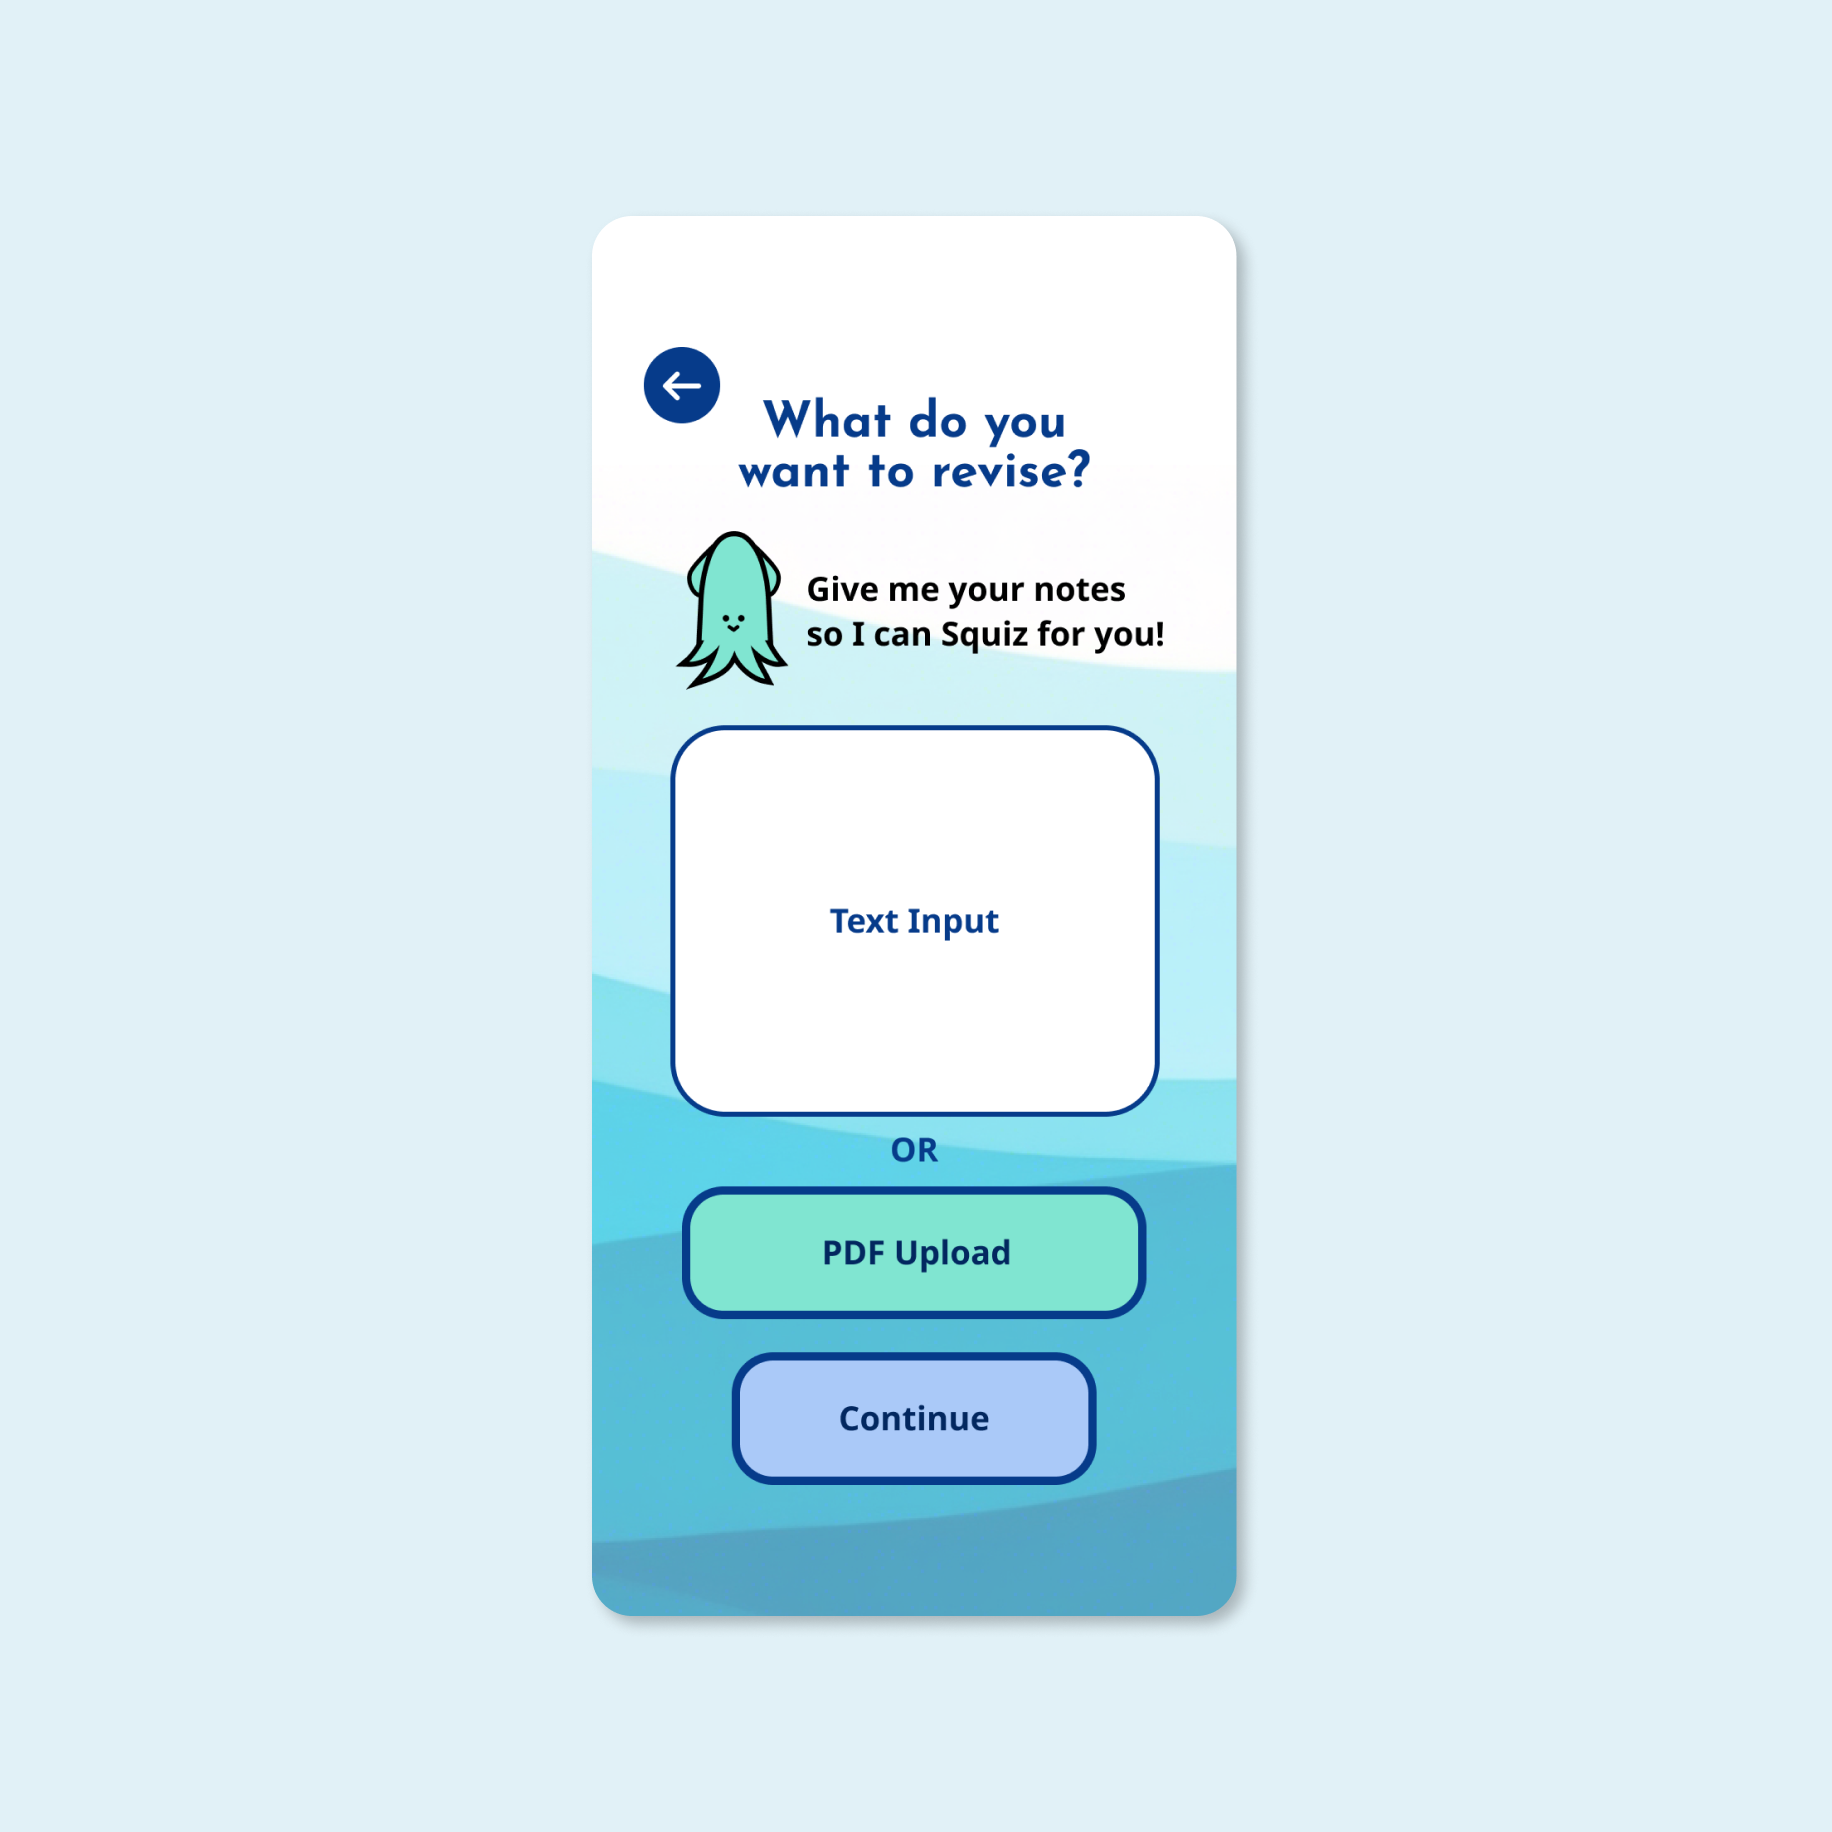 What do you
want to revise?
Give me your notes
so I can Squiz for you!
Text Input
OR
PDF Upload
Continue